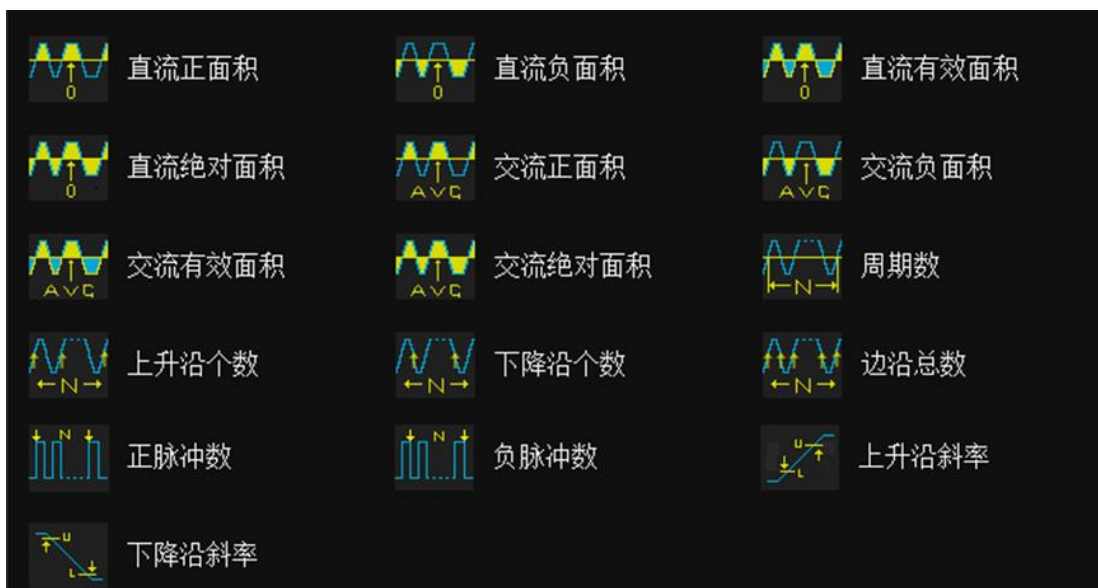 0 直流正面积
0 直流负面积
0 直流有效面积
0 直流绝对面积
AVG 交流正面积
AVG 交流负面积
AVG 交流有效面积
AVG 交流绝对面积
N 周期数
N 上升沿个数
N 下降沿个数
N 边沿总数
N 正脉冲数
N 负脉冲数
U L 上升沿斜率
U L 下降沿斜率